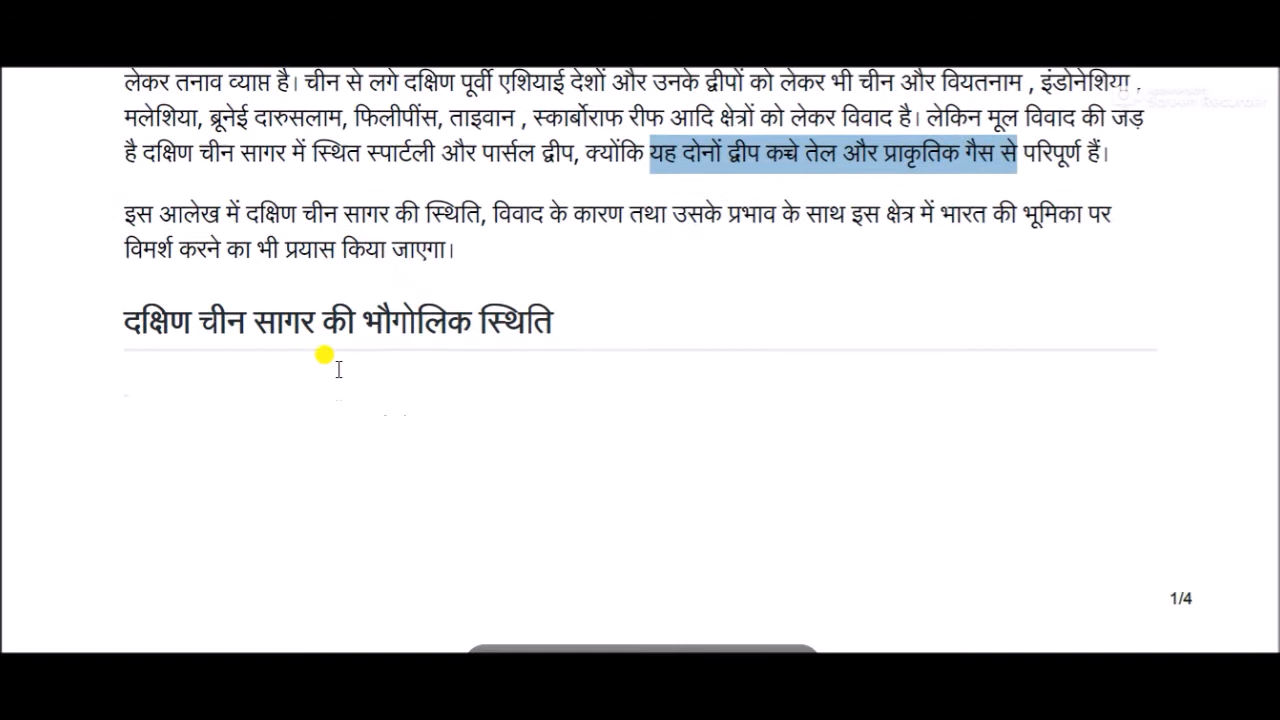 लेकर तनाव व्याप्त है। चीन से लगे दक्षिण पूर्वी एशियाई देशों और उनके द्वीपों को लेकर भी चीन और वियतनाम , इंडोनेशिया ,
मलेशिया, ब्रूनेई दारुसलाम, फिलीपींस, ताइवान , स्कार्बोराफ रीफ आदि क्षेत्रों को लेकर विवाद है। लेकिन मूल विवाद की जड़
है दक्षिण चीन सागर में स्थित स्पार्टली और पार्सल द्वीप, क्योंकि यह दोनों द्वीप कच्चे तेल और प्राकृतिक गैस से परिपूर्ण हैं।
इस आलेख में दक्षिण चीन सागर की स्थिति, विवाद के कारण तथा उसके प्रभाव के साथ इस क्षेत्र में भारत की भूमिका पर
विमर्श करने का भी प्रयास किया जाएगा।
दक्षिण चीन सागर की भौगोलिक स्थिति
1/4